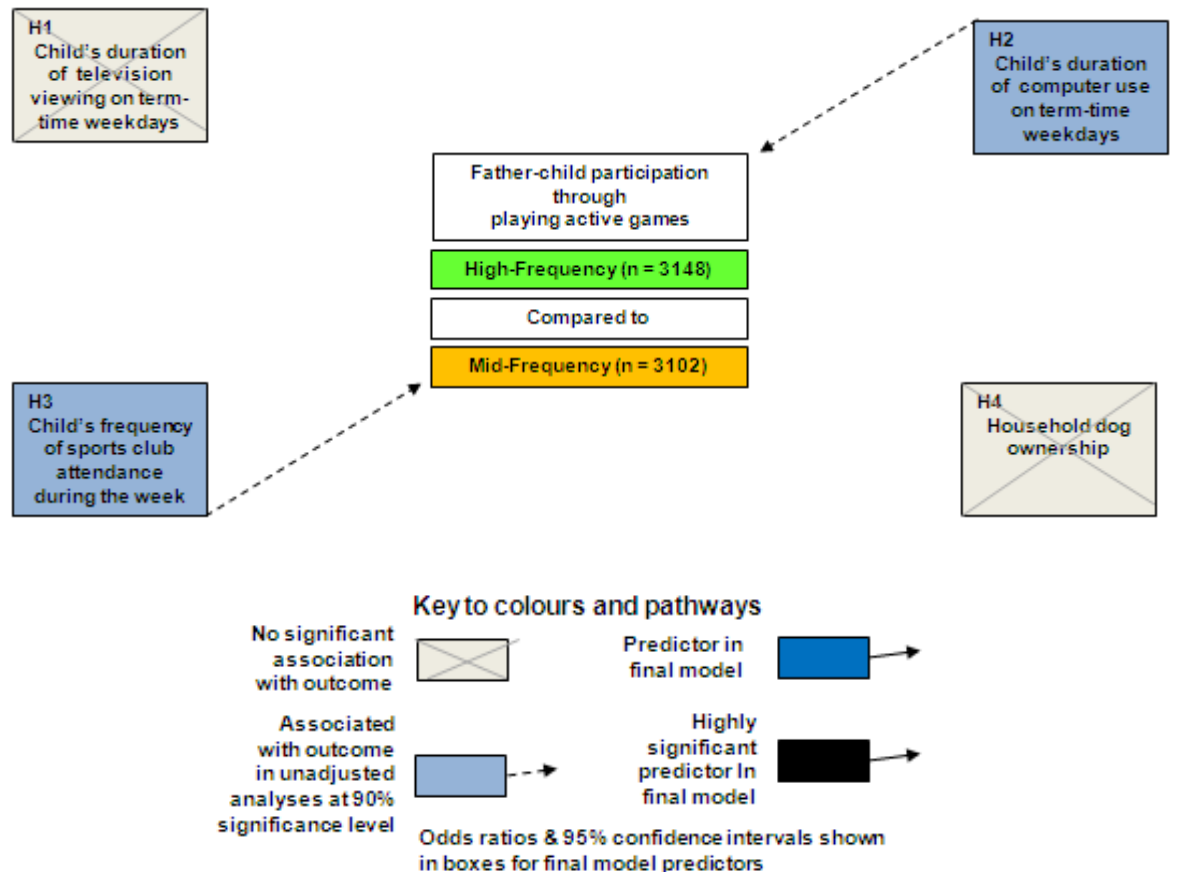 H1
Child's duration
of television
viewing on term-
time weekdays
H2
Child's duration
of computer use
on term-time
weekdays
Father-child participation
through
playing active games
High-Frequency (n = 3148)
Compared to
Mid-Frequency (n = 3102)
H3
Child's frequency
of sports club
attendance
during the week
H4
Household dog
ownership
Key to colours and pathways
No significant
association
with outcome
Predictor in
final model
Associated
with outcome
in unadjusted
analyses at 90%
significance level
Highly
significant
predictor In
final model
Odds ratios & 95% confidence intervals shown
in boxes for final model predictors